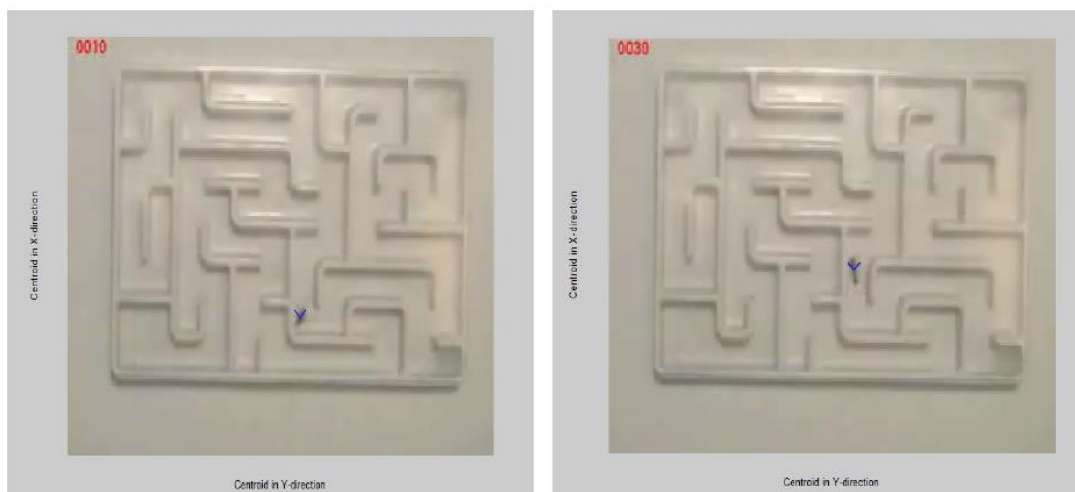 0010
Centroid in X-direction
Centroid in Y-direction
0030
Centroid in X-direction
Centroid in Y-direction